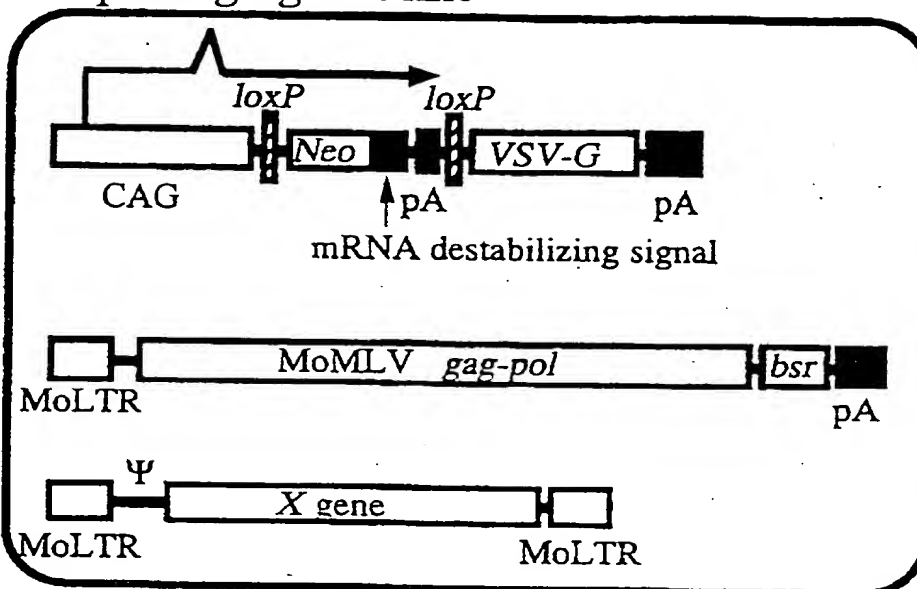 loxP loxP
Neo VSV-G
CAG pA pA
mRNA destabilizing signal
MoMLV gag-pol bsr
MoLTR pA
Ψ
X gene
MoLTR MoLTR